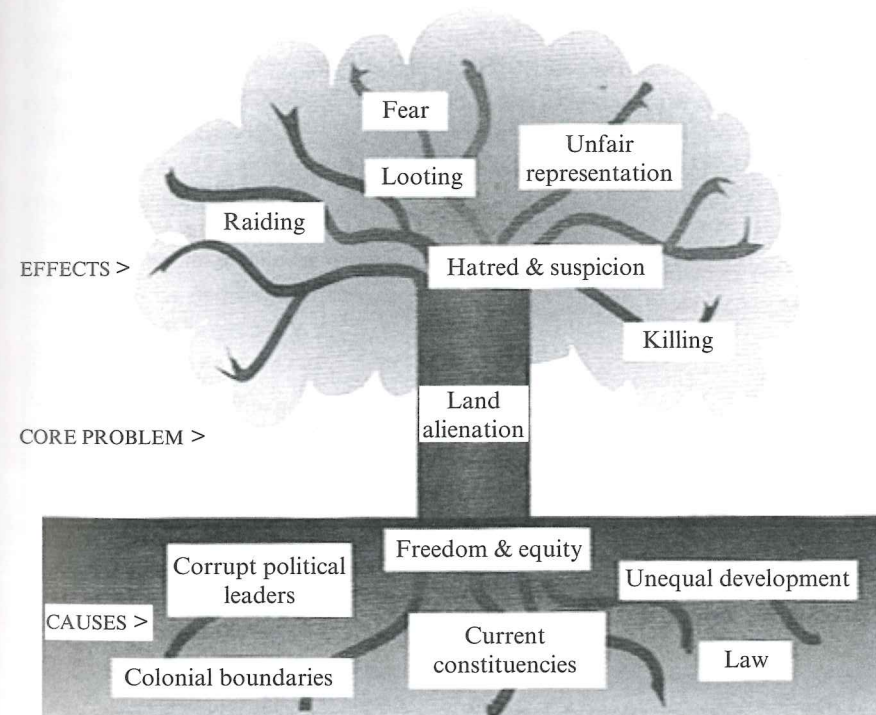 Fear
Unfair
representation
Looting
Raiding
EFFECTS >
Hatred & suspicion
Killing
Land
alienation
CORE PROBLEM >
Freedom & equity
Corrupt political
leaders
Unequal development
CAUSES >
Current
constituencies
Law
Colonial boundaries